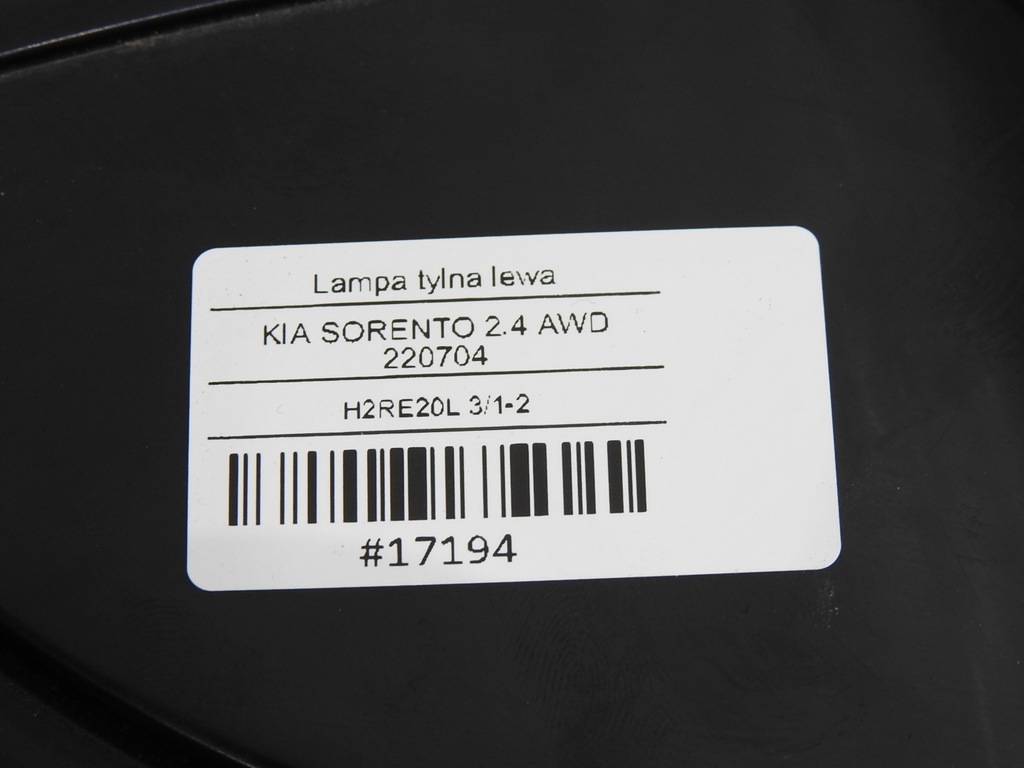 Lampa tylna lewa
KIA SORENTO 2.4 AWD
220704
H2RE20L 3/1-2
#17194